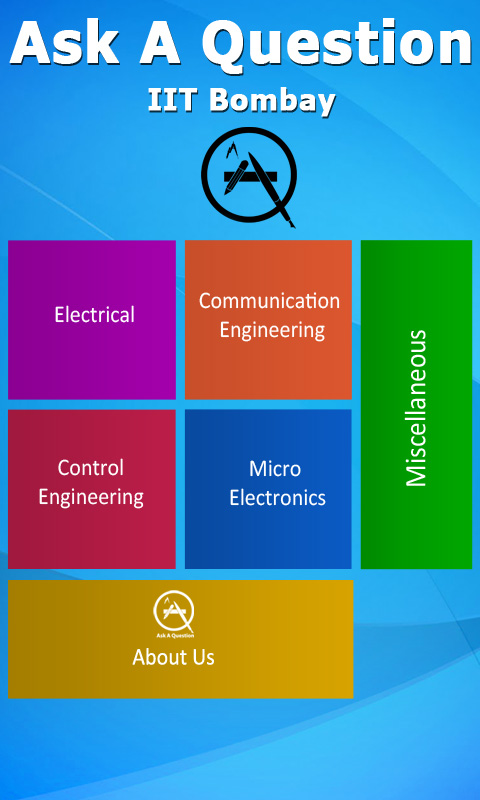 Ask A Question
IIT Bombay
Electrical
Communication
Engineering
Miscellaneous
Control
Engineering
Micro
Electronics
Ask A Question
About Us